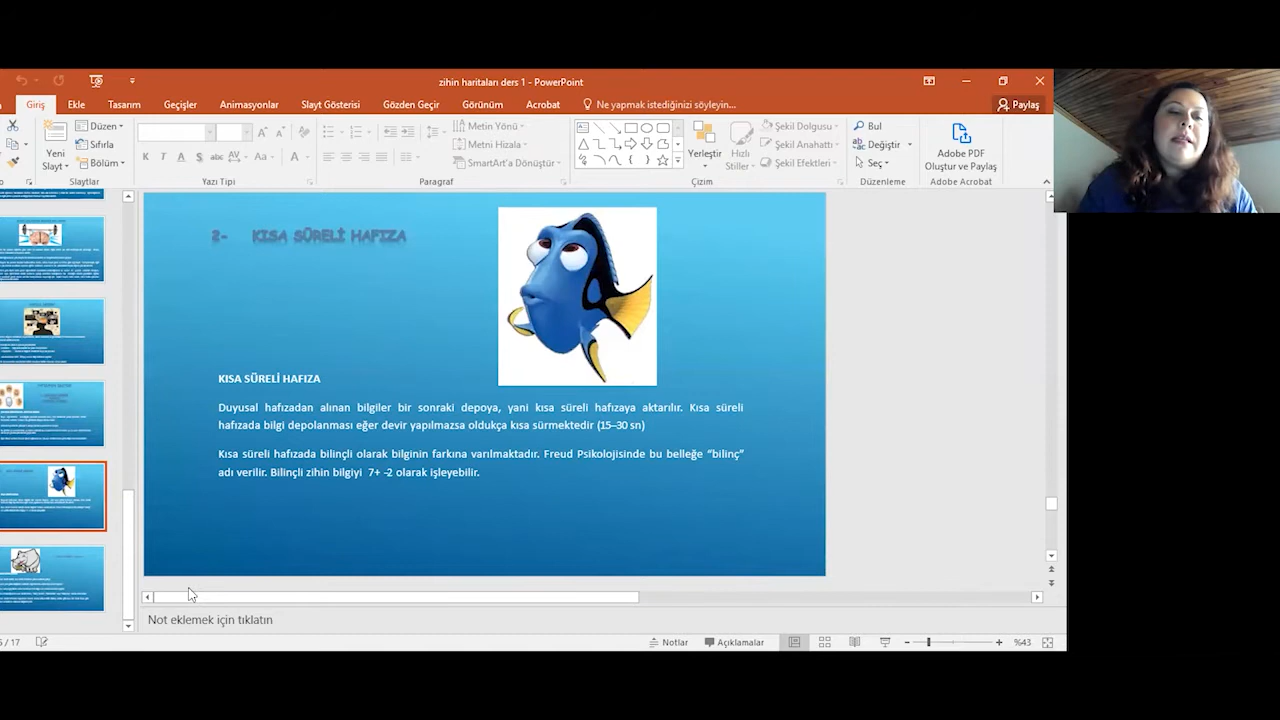 zihin haritaları ders 1 - PowerPoint
Giriş Ekle Tasarım Geçişler Animasyonlar Slayt Gösterisi Gözden Geçir Görünüm Acrobat Ne yapmak istediğinizi söyleyin... Paylaş
Yeni Slayt
Düzen
Sıfırla
Bölüm
Slaytlar
K T A S abc AV Aa A
Yazı Tipi
Metin Yönü
Metni Hizala
SmartArt'a Dönüştür
Paragraf
Yerleştir
Hızlı Stiller
Şekil Dolgusu
Şekil Anahattı
Şekil Efektleri
Çizim
Bul
Değiştir
Seç
Düzenleme
Adobe PDF
Oluştur ve Paylaş
Adobe Acrobat
2- KISA SÜRELİ HAFIZA
KISA SÜRELİ HAFIZA
Duyusal hafızadan alınan bilgiler bir sonraki depoya, yani kısa süreli hafızaya aktarılır. Kısa süreli
hafızada bilgi depolanması eğer devir yapılmazsa oldukça kısa sürmektedir (15–30 sn)
Kısa süreli hafızada bilinçli olarak bilginin farkına varılmaktadır. Freud Psikolojisinde bu belleğe “bilinç”
adı verilir. Bilinçli zihin bilgiyi 7+ -2 olarak işleyebilir.
Not eklemek için tıklatın
/ 17 Notlar Açıklamalar %43